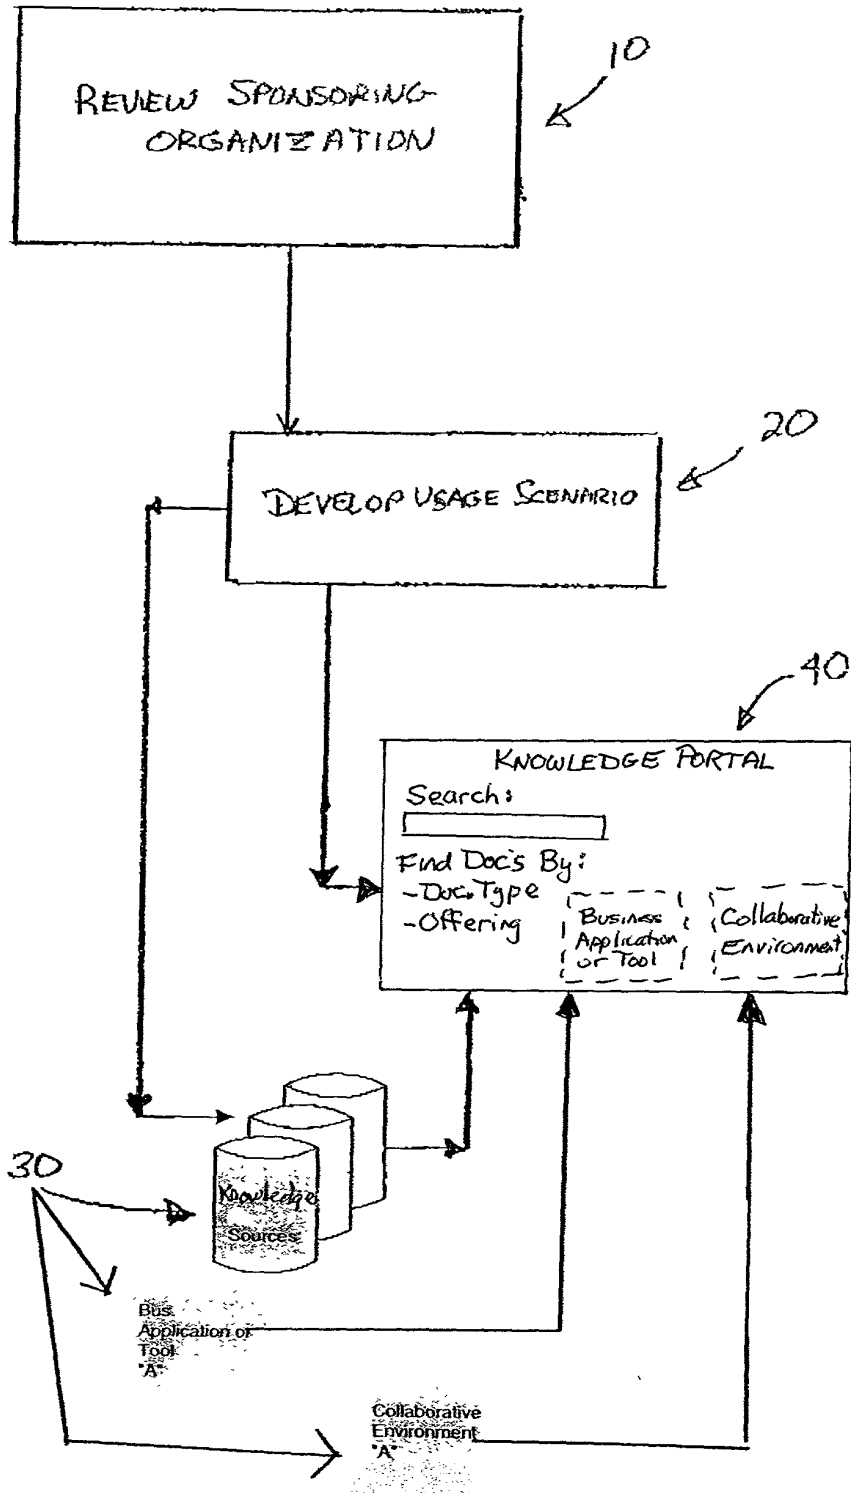 10
REVIEW SPONSORING
ORGANIZATION
20
DEVELOP USAGE SCENARIO
40
KNOWLEDGE PORTAL
Search:
Find Doc's By:
-Doc. Type
-Offering
Business
Application
or Tool
Collaborative
Environment
30
Knowledge
Sources
Bus.
Application or
Tool
"A"
Collaborative
Environment
"A"